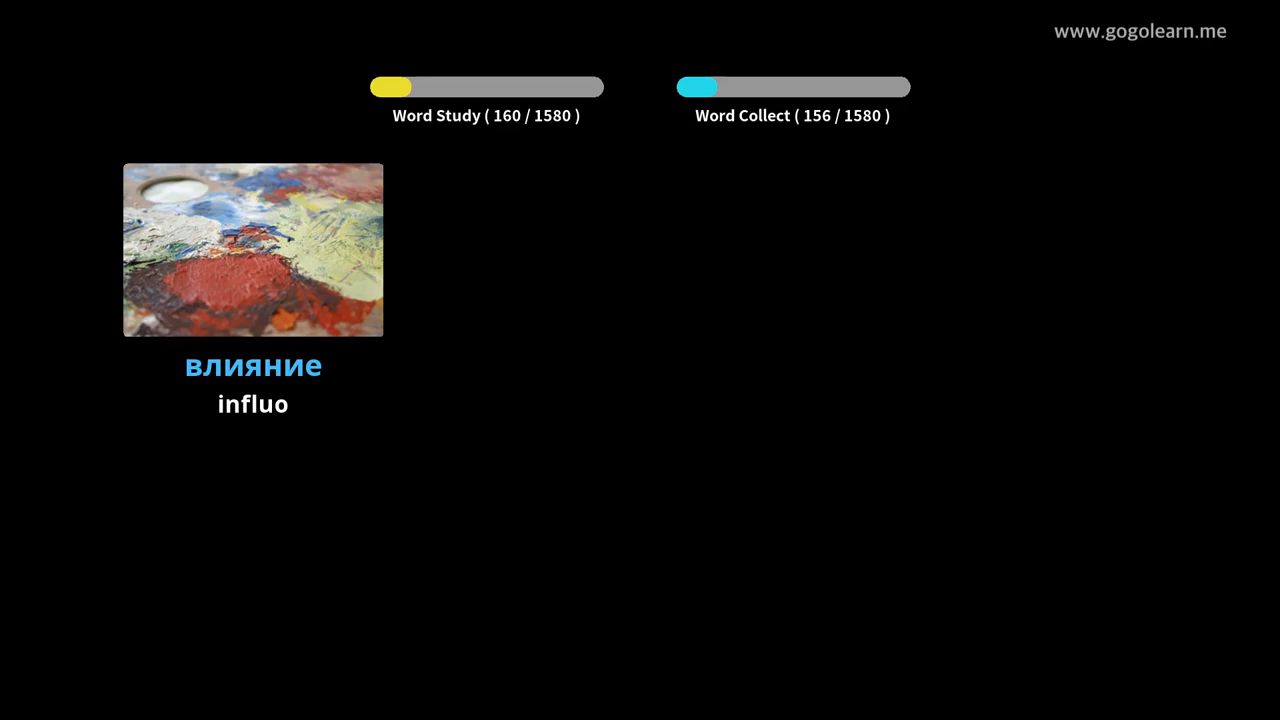 www.gogolearn.me
Word Study ( 160 / 1580 )
Word Collect ( 156 / 1580 )
влияние
influo